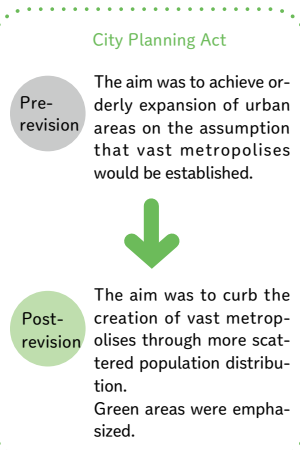 City Planning Act
Pre-
revision
The aim was to achieve or-
derly expansion of urban
areas on the assumption
that vast metropolises
would be established.
Post-
revision
The aim was to curb the
creation of vast metrop-
olises through more scat-
tered population distribu-
tion.
Green areas were empha-
sized.